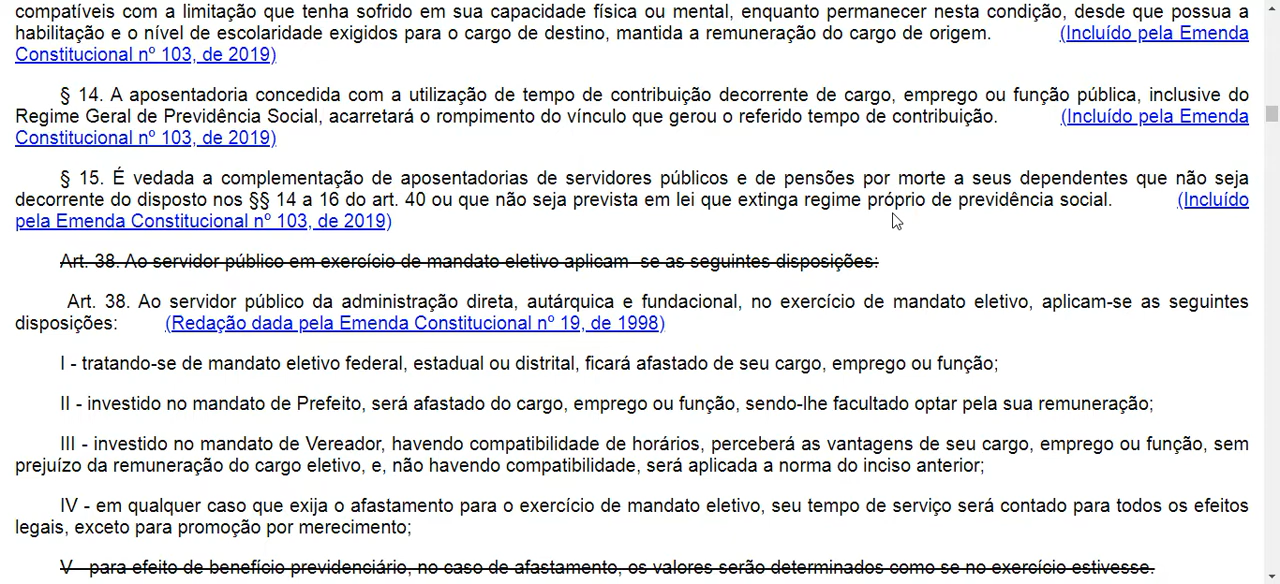 compatíveis com a limitação que tenha sofrido em sua capacidade física ou mental, enquanto permanecer nesta condição, desde que possua a
habilitação e o nível de escolaridade exigidos para o cargo de destino, mantida a remuneração do cargo de origem. (Incluído pela Emenda
Constitucional nº 103, de 2019)
§ 14. A aposentadoria concedida com a utilização de tempo de contribuição decorrente de cargo, emprego ou função pública, inclusive do
Regime Geral de Previdência Social, acarretará o rompimento do vínculo que gerou o referido tempo de contribuição. (Incluído pela Emenda
Constitucional nº 103, de 2019)
§ 15. É vedada a complementação de aposentadorias de servidores públicos e de pensões por morte a seus dependentes que não seja
decorrente do disposto nos §§ 14 a 16 do art. 40 ou que não seja prevista em lei que extinga regime próprio de previdência social. (Incluído
pela Emenda Constitucional nº 103, de 2019)
Art. 38. Ao servidor público em exercício de mandato eletivo aplicam- se as seguintes disposições:
Art. 38. Ao servidor público da administração direta, autárquica e fundacional, no exercício de mandato eletivo, aplicam-se as seguintes
disposições: (Redação dada pela Emenda Constitucional nº 19, de 1998)
I - tratando-se de mandato eletivo federal, estadual ou distrital, ficará afastado de seu cargo, emprego ou função;
II - investido no mandato de Prefeito, será afastado do cargo, emprego ou função, sendo-lhe facultado optar pela sua remuneração;
III - investido no mandato de Vereador, havendo compatibilidade de horários, perceberá as vantagens de seu cargo, emprego ou função, sem
prejuízo da remuneração do cargo eletivo, e, não havendo compatibilidade, será aplicada a norma do inciso anterior;
IV - em qualquer caso que exija o afastamento para o exercício de mandato eletivo, seu tempo de serviço será contado para todos os efeitos
legais, exceto para promoção por merecimento;
V - para efeito de benefício previdenciário, no caso de afastamento, os valores serão determinados como se no exercício estivesse.